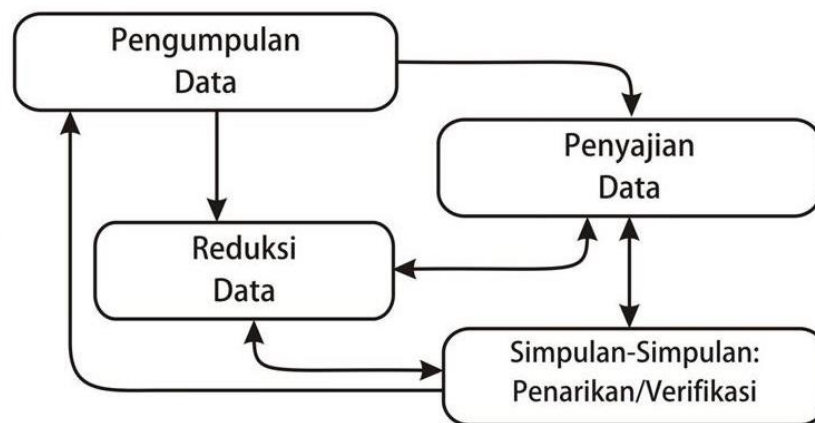 Pengumpulan
Data
Penyajian
Data
Reduksi
Data
Simpulan-Simpulan:
Penarikan/Verifikasi